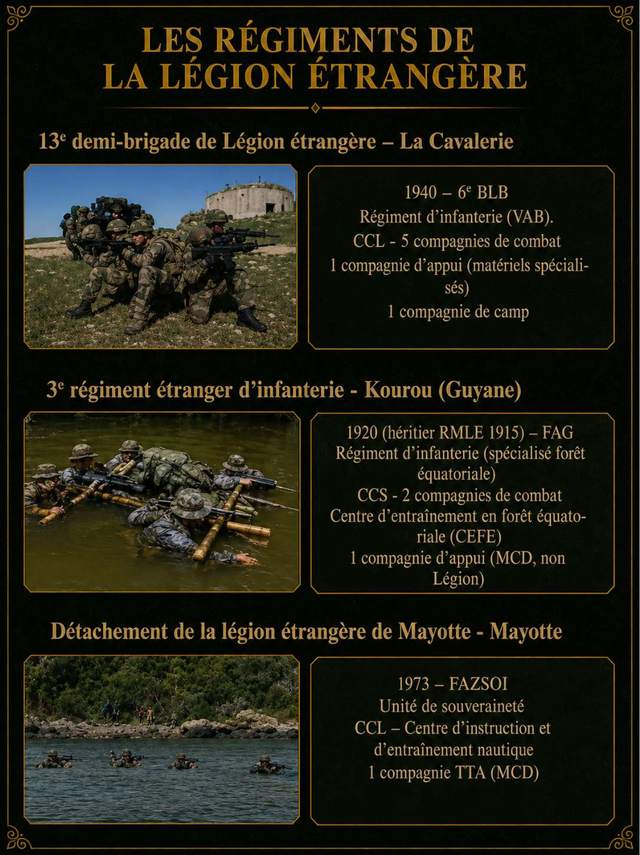 LES RÉGIMENTS DE
LA LÉGION ÉTRANGÈRE
13e demi-brigade de Légion étrangère – La Cavalerie
1940 – 6e BLB
Régiment d’infanterie (VAB).
CCL - 5 compagnies de combat
1 compagnie d’appui (matériels spéciali-
sés)
1 compagnie de camp
3e régiment étranger d’infanterie - Kourou (Guyane)
1920 (héritier RMLE 1915) – FAG
Régiment d’infanterie (spécialisé forêt
équatoriale)
CCS - 2 compagnies de combat
Centre d’entraînement en forêt équato-
riale (CEFE)
1 compagnie d’appui (MCD, non
Légion)
Détachement de la légion étrangère de Mayotte - Mayotte
1973 – FAZSOI
Unité de souveraineté
CCL – Centre d’instruction et
d’entraînement nautique
1 compagnie TTA (MCD)